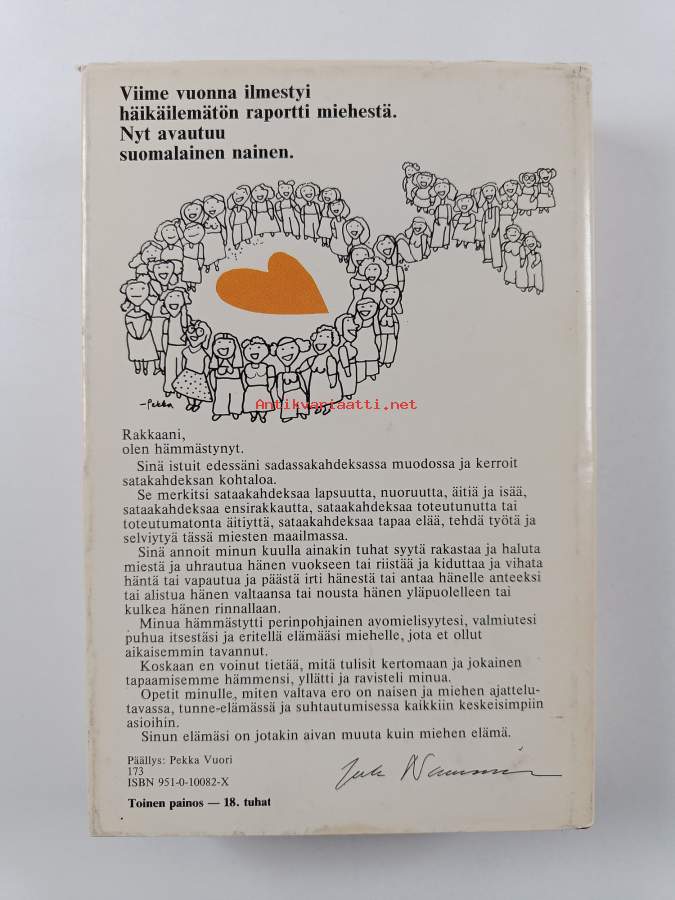 Viime vuonna ilmestyi
häikäilemätön raportti miehestä.
Nyt avautuu
suomalainen nainen.
-Pekka
Antikvariaatti.net
Rakkaani,
olen hämmästynyt.
Sinä istuit edessäni sadassakahdeksassa muodossa ja kerroit
satakahdeksan kohtaloa.
Se merkitsi sataakahdeksaa lapsuutta, nuoruutta, äitiä ja isää,
sataakahdeksaa ensirakkautta, sataakahdeksaa toteutunutta tai
toteutumatonta äitiyttä, sataakahdeksaa tapaa elää, tehdä työtä ja
selviytyä tässä miesten maailmassa.
Sinä annoit minun kuulla ainakin tuhat syytä rakastaa ja haluta
miestä ja uhrautua hänen vuokseen tai riistää ja kiduttaa ja vihata
häntä tai vapautua ja päästä irti hänestä tai antaa hänelle anteeksi
tai alistua hänen valtaansa tai nousta hänen yläpuolelleen tai
kulkea hänen rinnallaan.
Minua hämmästytti perinpohjainen avomielisyytesi, valmiutesi
puhua itsestäsi ja eritellä elämääsi miehelle, jota et ollut
aikaisemmin tavannut.
Koskaan en voinut tietää, mitä tulisit kertomaan ja jokainen
tapaamisemme hämmensi, yllätti ja ravisteli minua.
Opetit minulle, miten valtava ero on naisen ja miehen ajattelu-
tavassa, tunne-elämässä ja suhtautumisessa kaikkiin keskeisimpiin
asioihin.
Sinun elämäsi on jotakin aivan muuta kuin miehen elämä.
Päällys: Pekka Vuori
173
ISBN 951-0-10082-X
Toinen painos — 18. tuhat